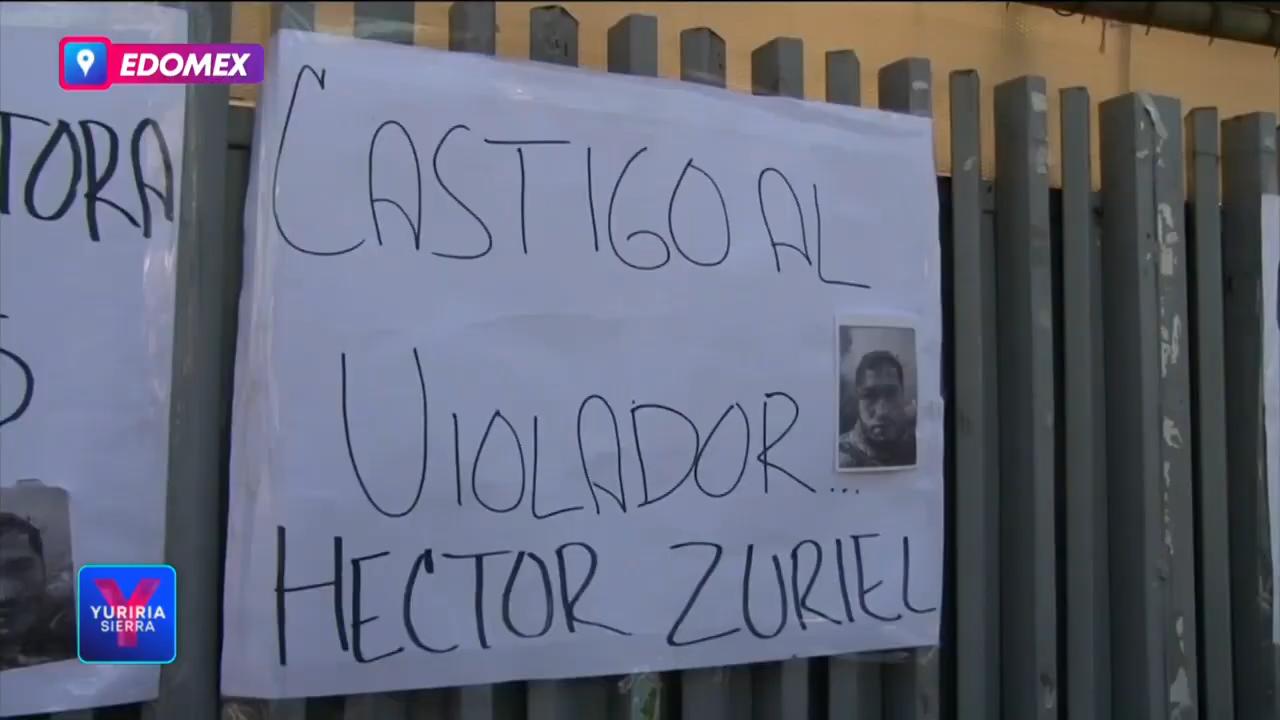 EDOMEX
TORA
S
CASTIGO AL
VIOLADOR...
HECTOR ZURIEL
YURIRIA
SIERRA